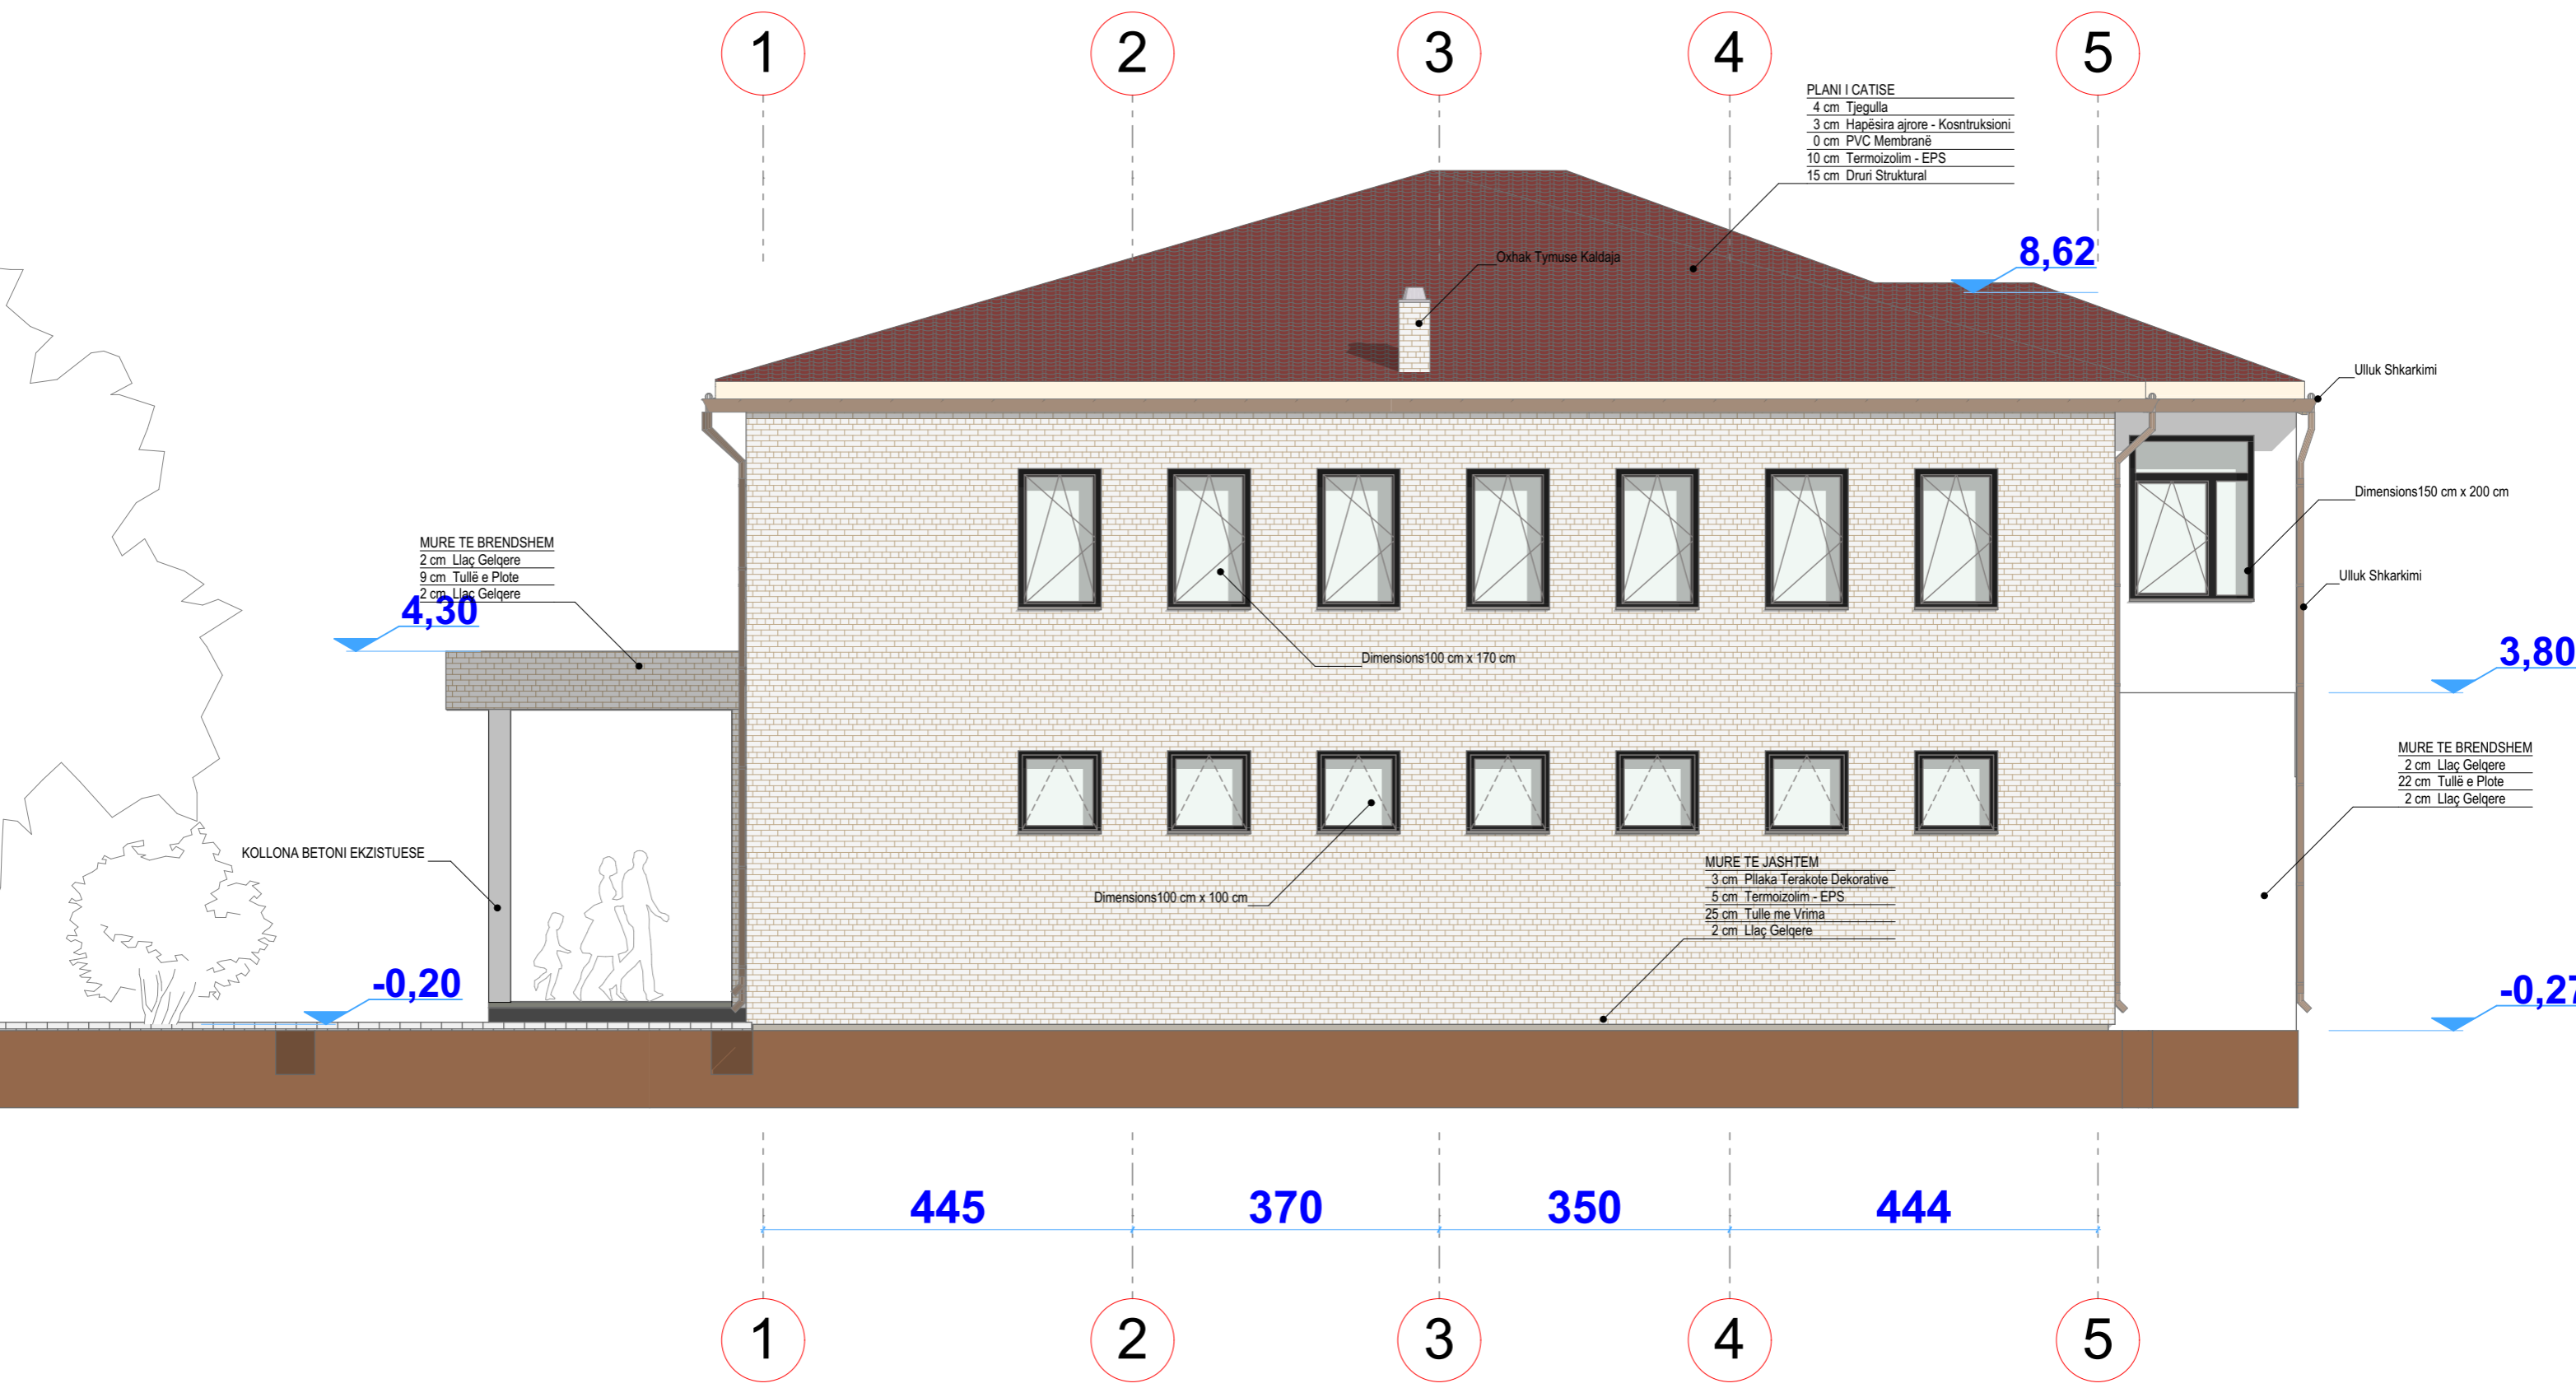 1
2
3
4
5
PLANI I CATISE
4 cm Tjegulla
3 cm Hapësira ajrore - Kosntruksioni
0 cm PVC Membranë
10 cm Termoizolim - EPS
15 cm Druri Struktural
8,62
Oxhak Tymuse Kaldaja
Ulluk Shkarkimi
Dimensions150 cm x 200 cm
MURE TE BRENDSHEM
2 cm Llaç Gelqere
9 cm Tullë e Plote
2 cm Llaç Gelqere
4,30
Ulluk Shkarkimi
Dimensions100 cm x 170 cm
3,80
MURE TE BRENDSHEM
2 cm Llaç Gelqere
22 cm Tullë e Plote
2 cm Llaç Gelqere
KOLLONA BETONI EKZISTUESE
Dimensions100 cm x 100 cm
MURE TE JASHTEM
3 cm Pllaka Terakote Dekorative
5 cm Termoizolim - EPS
25 cm Tulle me Vrima
2 cm Llaç Gelqere
-0,20
-0,27
445
370
350
444
1
2
3
4
5